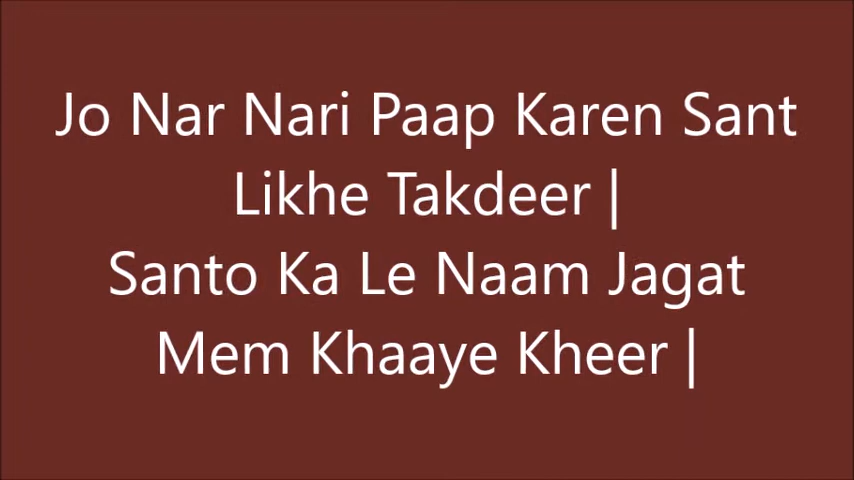 Jo Nar Nari Paap Karen Sant
Likhe Takdeer |
Santo Ka Le Naam Jagat
Mem Khaaye Kheer |